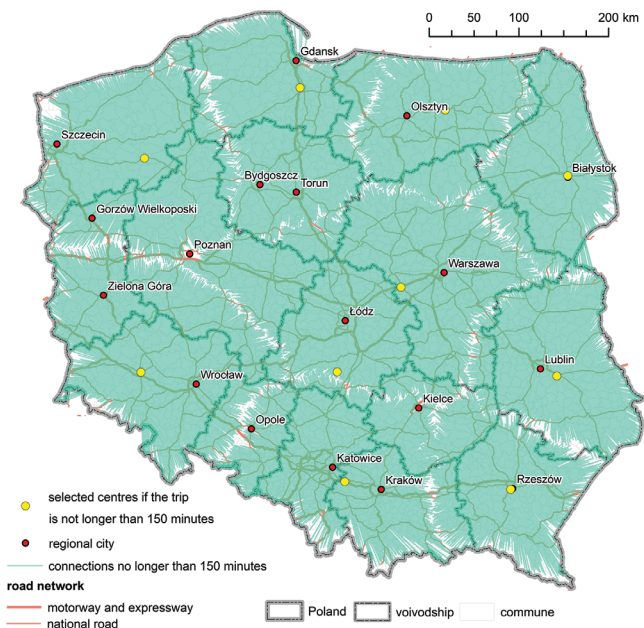 0 50 100 200 km
Gdansk
Olsztyn
Szczecin
Białystok
Bydgoszcz
Torun
Gorzów Wielkopolski
Poznan
Warszawa
Zielona Góra
Łódz
Lublin
Wrocław
Kielce
Opole
Katowice
Kraków
Rzeszów
selected centres if the trip
is not longer than 150 minutes
regional city
connections no longer than 150 minutes
road network
motorway and expressway
national road
Poland
voivodship
commune